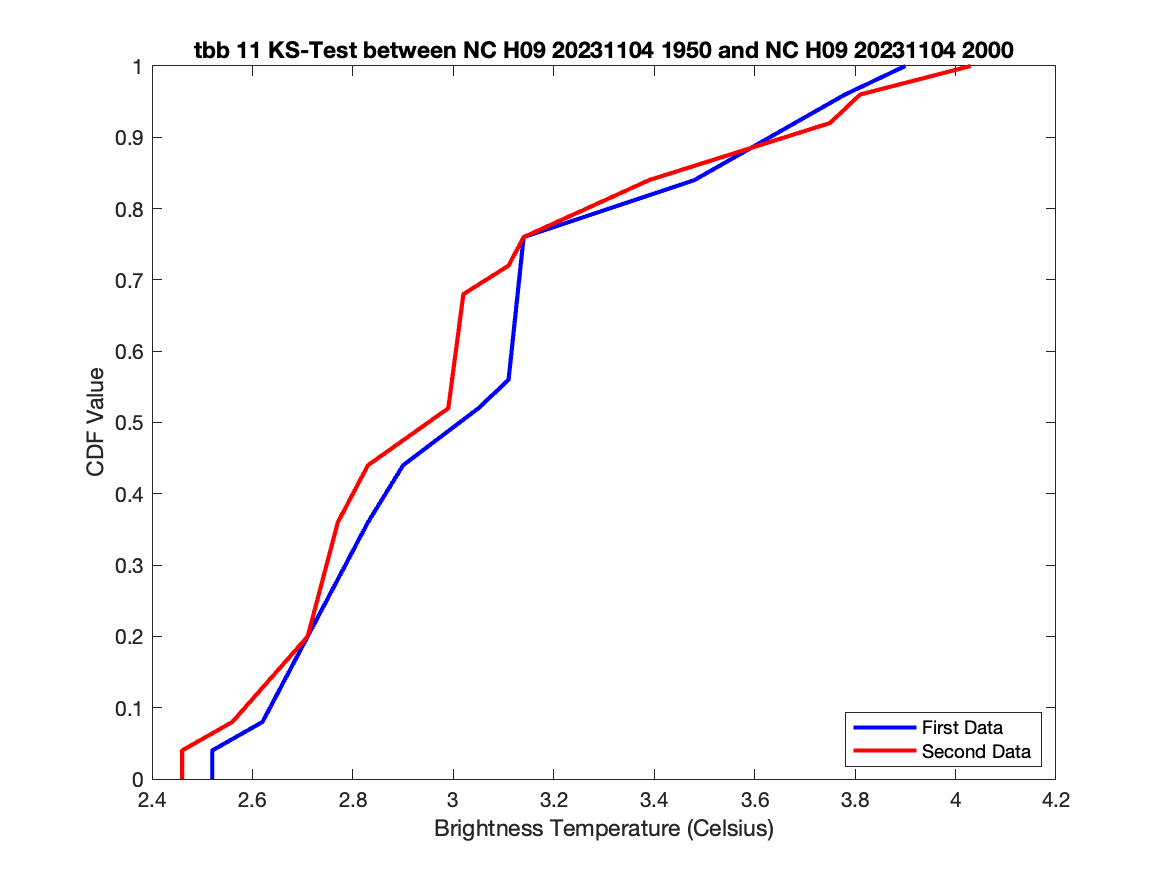 tbb 11 KS-Test between NC H09 20231104 1950 and NC H09 20231104 2000
1
0.9
0.8
0.7
0.6
0.5
0.4
0.3
0.2
0.1
0
CDF Value
First Data
Second Data
2.4 2.6 2.8 3 3.2 3.4 3.6 3.8 4 4.2
Brightness Temperature (Celsius)